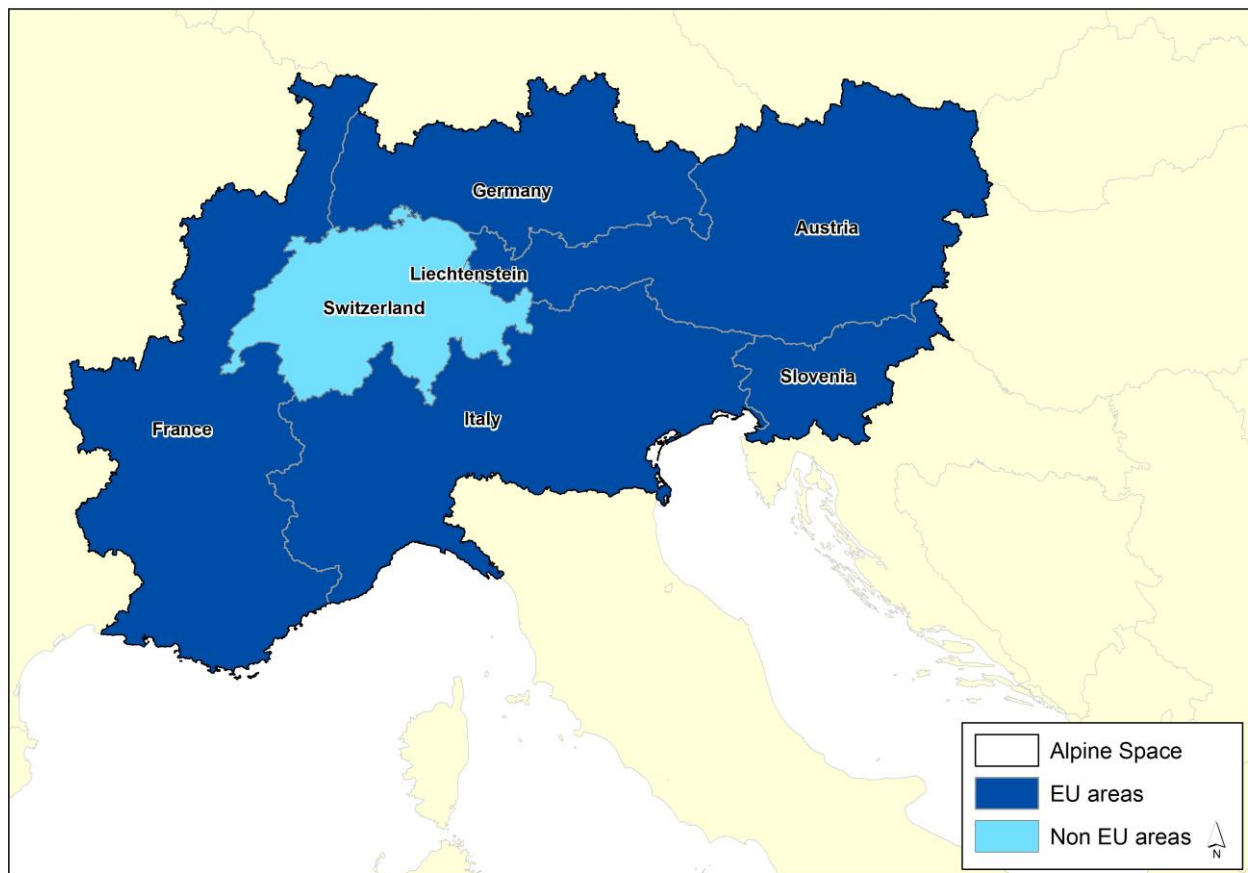 Germany
Austria
Liechtenstein
Switzerland
Slovenia
Italy
France
Alpine Space
EU areas
Non EU areas
N